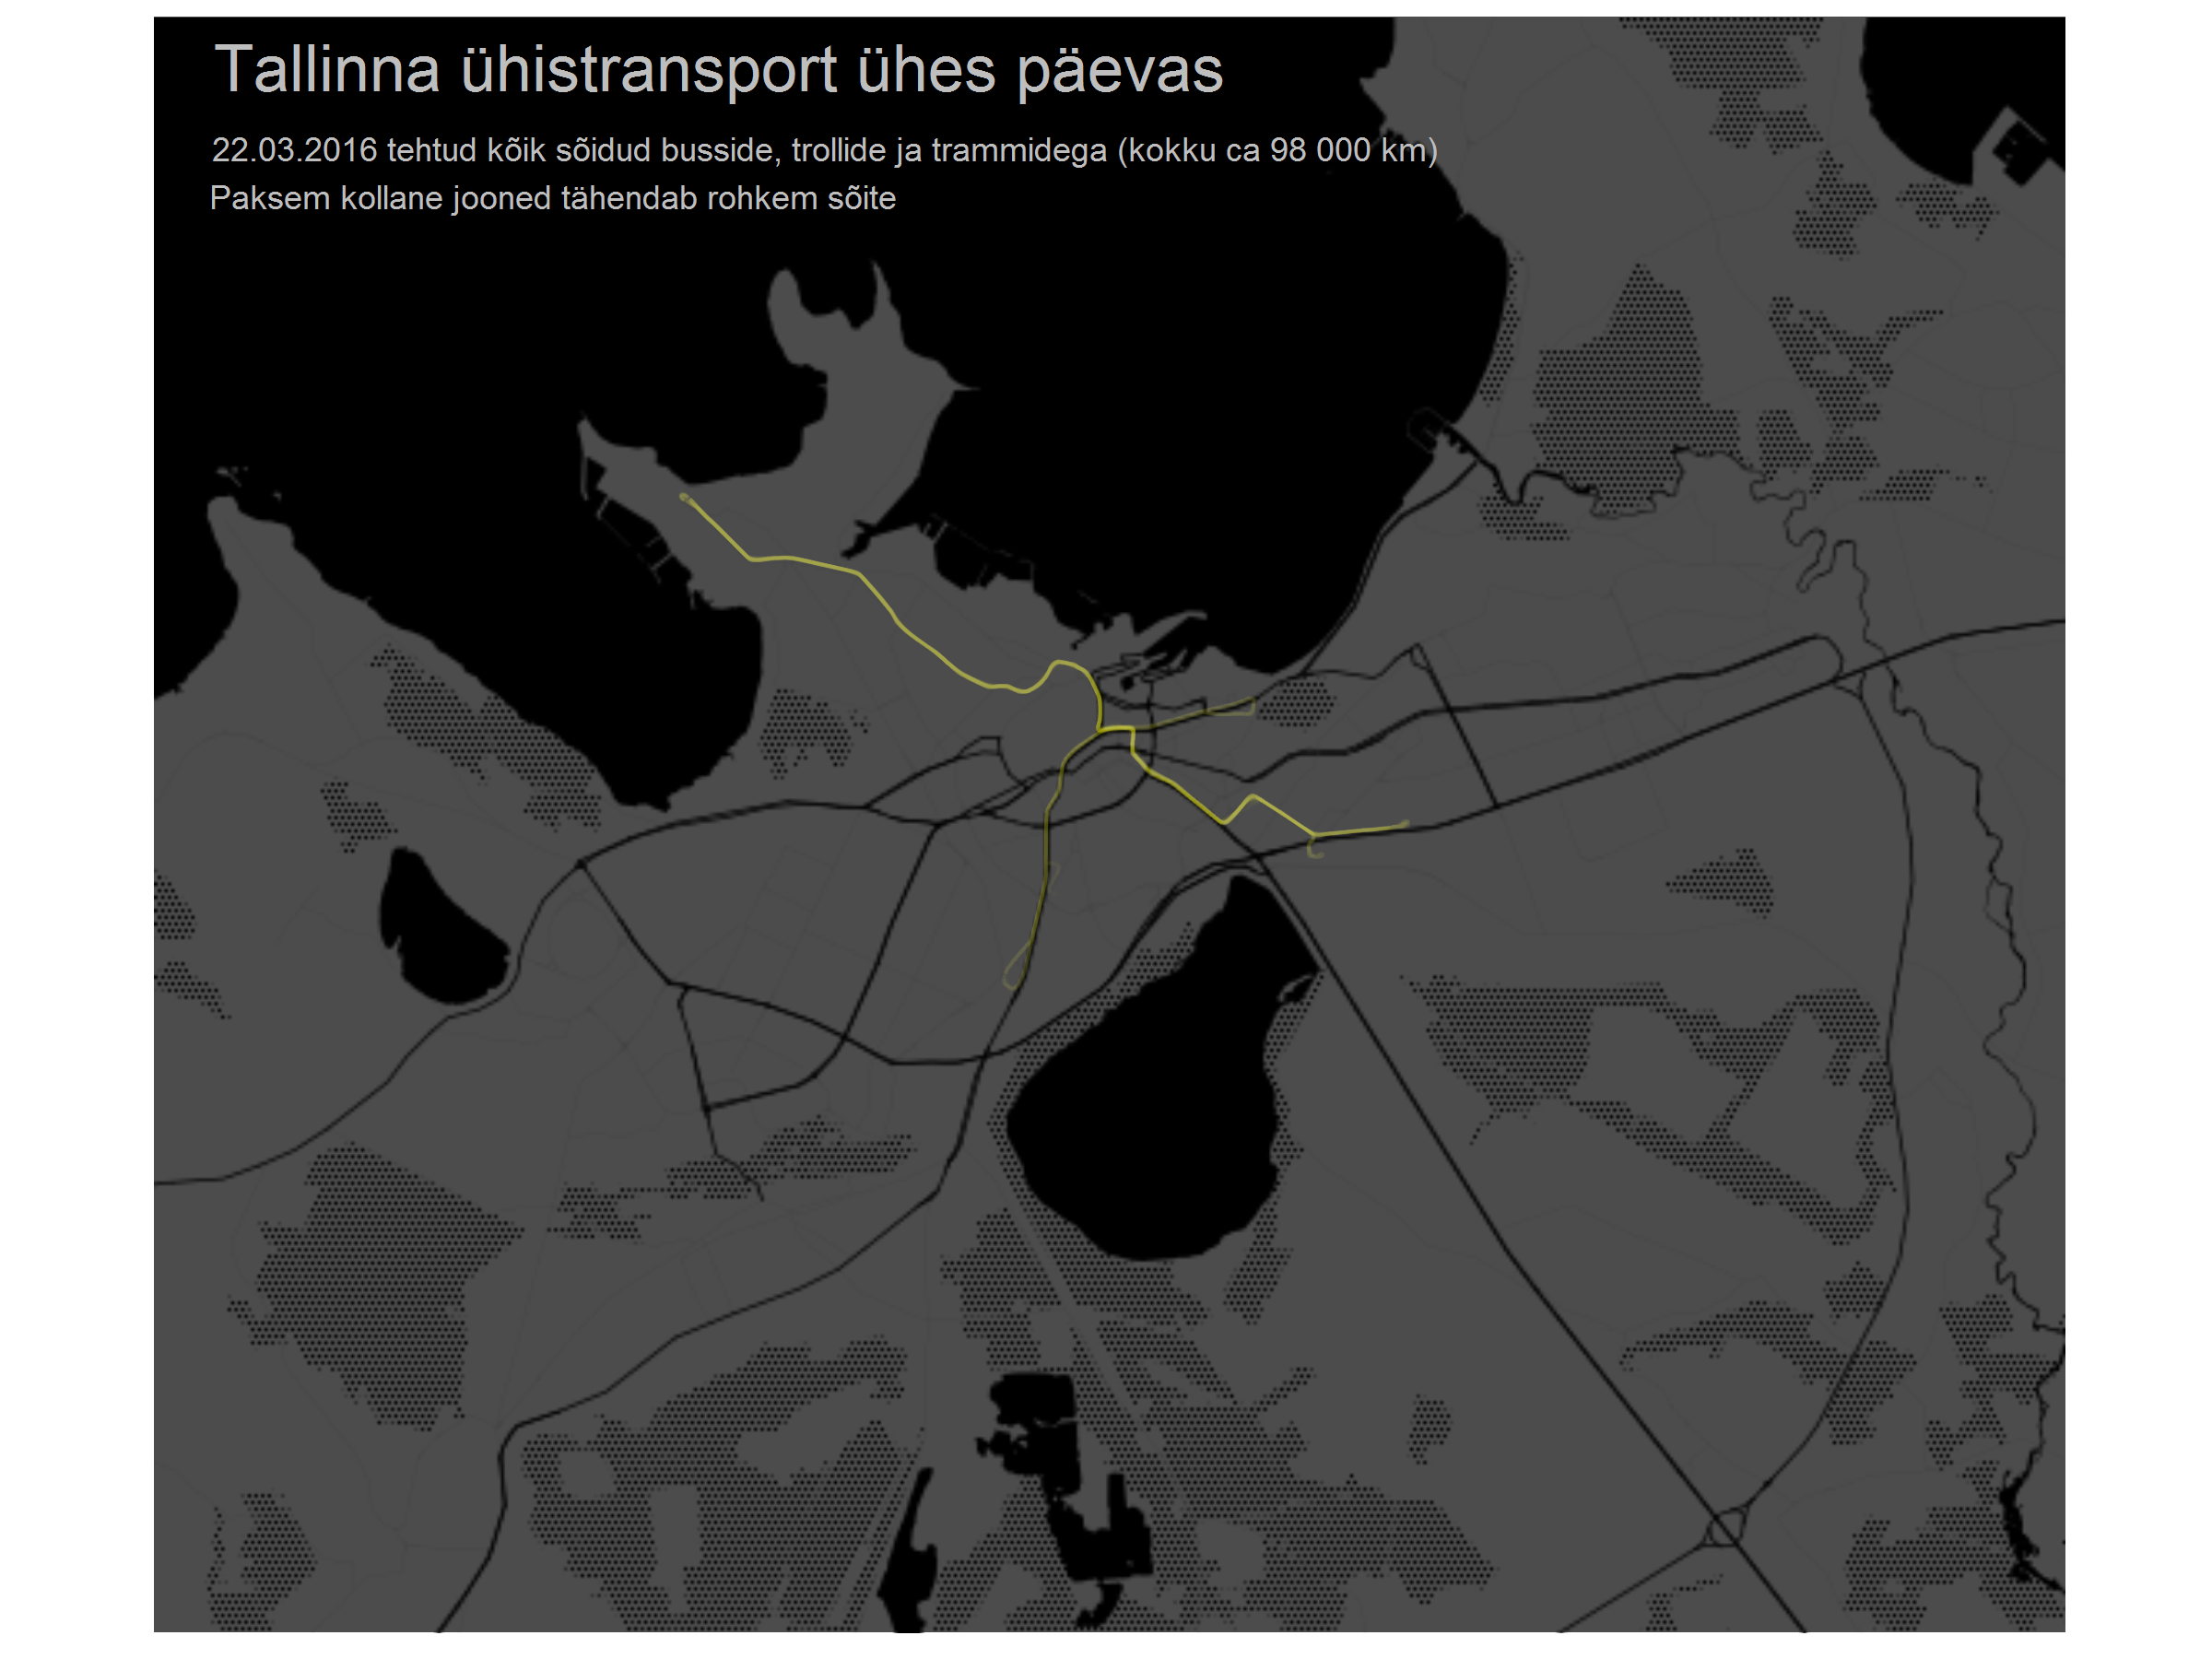 Tallinna ühistransport ühes päevas
22.03.2016 tehtud kõik sõidud busside, trollide ja trammidega (kokku ca 98 000 km)
Paksem kollane jooned tähendab rohkem sõite